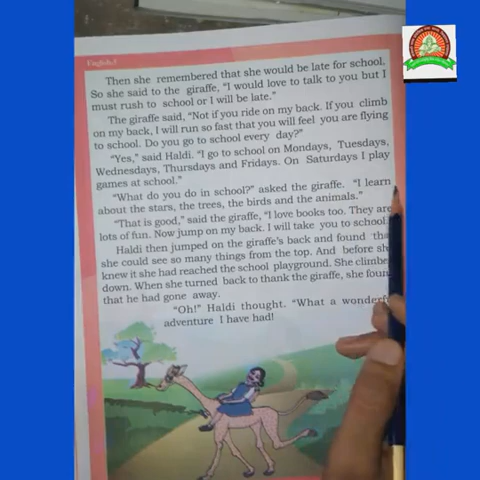 English-3
Then she remembered that she would be late for school.
So she said to the giraffe, "I would love to talk to you but I
must rush to school or I will be late."
The giraffe said, "Not if you ride on my back. If you climb
on my back, I will run so fast that you will feel you are flying
to school. Do you go to school every day?"
"Yes," said Haldi. "I go to school on Mondays, Tuesdays,
Wednesdays, Thursdays and Fridays. On Saturdays I play
games at school."
"What do you do in school?" asked the giraffe. "I learn
about the stars, the trees, the birds and the animals."
"That is good," said the giraffe, "I love books too. They are
lots of fun. Now jump on my back. I will take you to school.
Haldi then jumped on the giraffe's back and found tha
she could see so many things from the top. And before sh
knew it she had reached the school playground. She climbe
down. When she turned back to thank the giraffe, she foun
that he had gone away.
"Oh!" Haldi thought. "What a wonderf
adventure I have had!